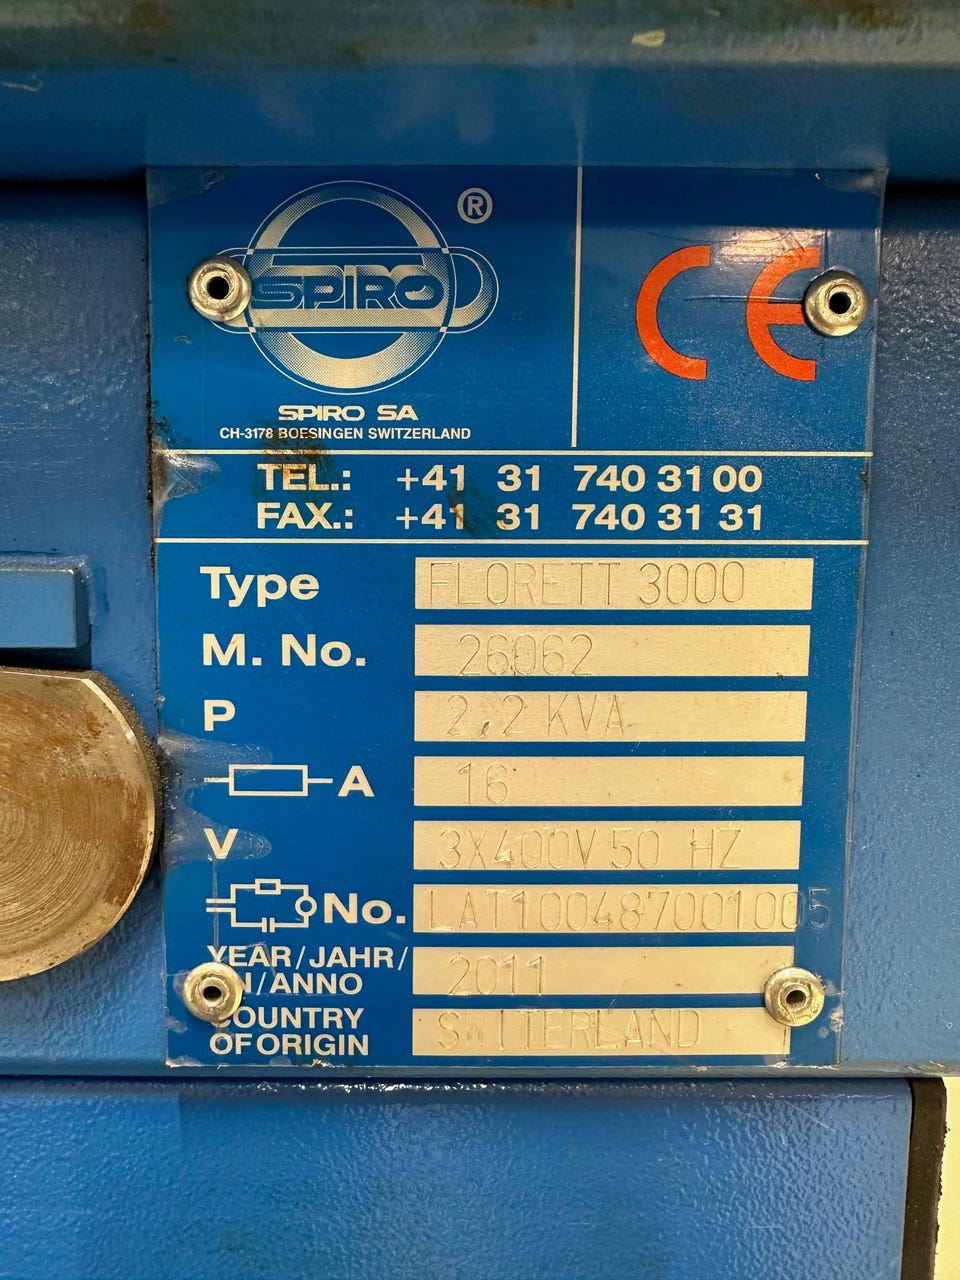 ®
SPIRO
CE
SPIRO SA
CH-3178 BOESINGEN SWITZERLAND
TEL.: +41 31 740 31 00
FAX.: +41 31 740 31 31
Type FLORETT 3000
M. No. 26062
P 2,2 KVA
A 16
V 3X400V 50 HZ
No. LAT100487001005
YEAR/JAHR/
N/ANNO 2011
COUNTRY
OF ORIGIN SWITERLAND